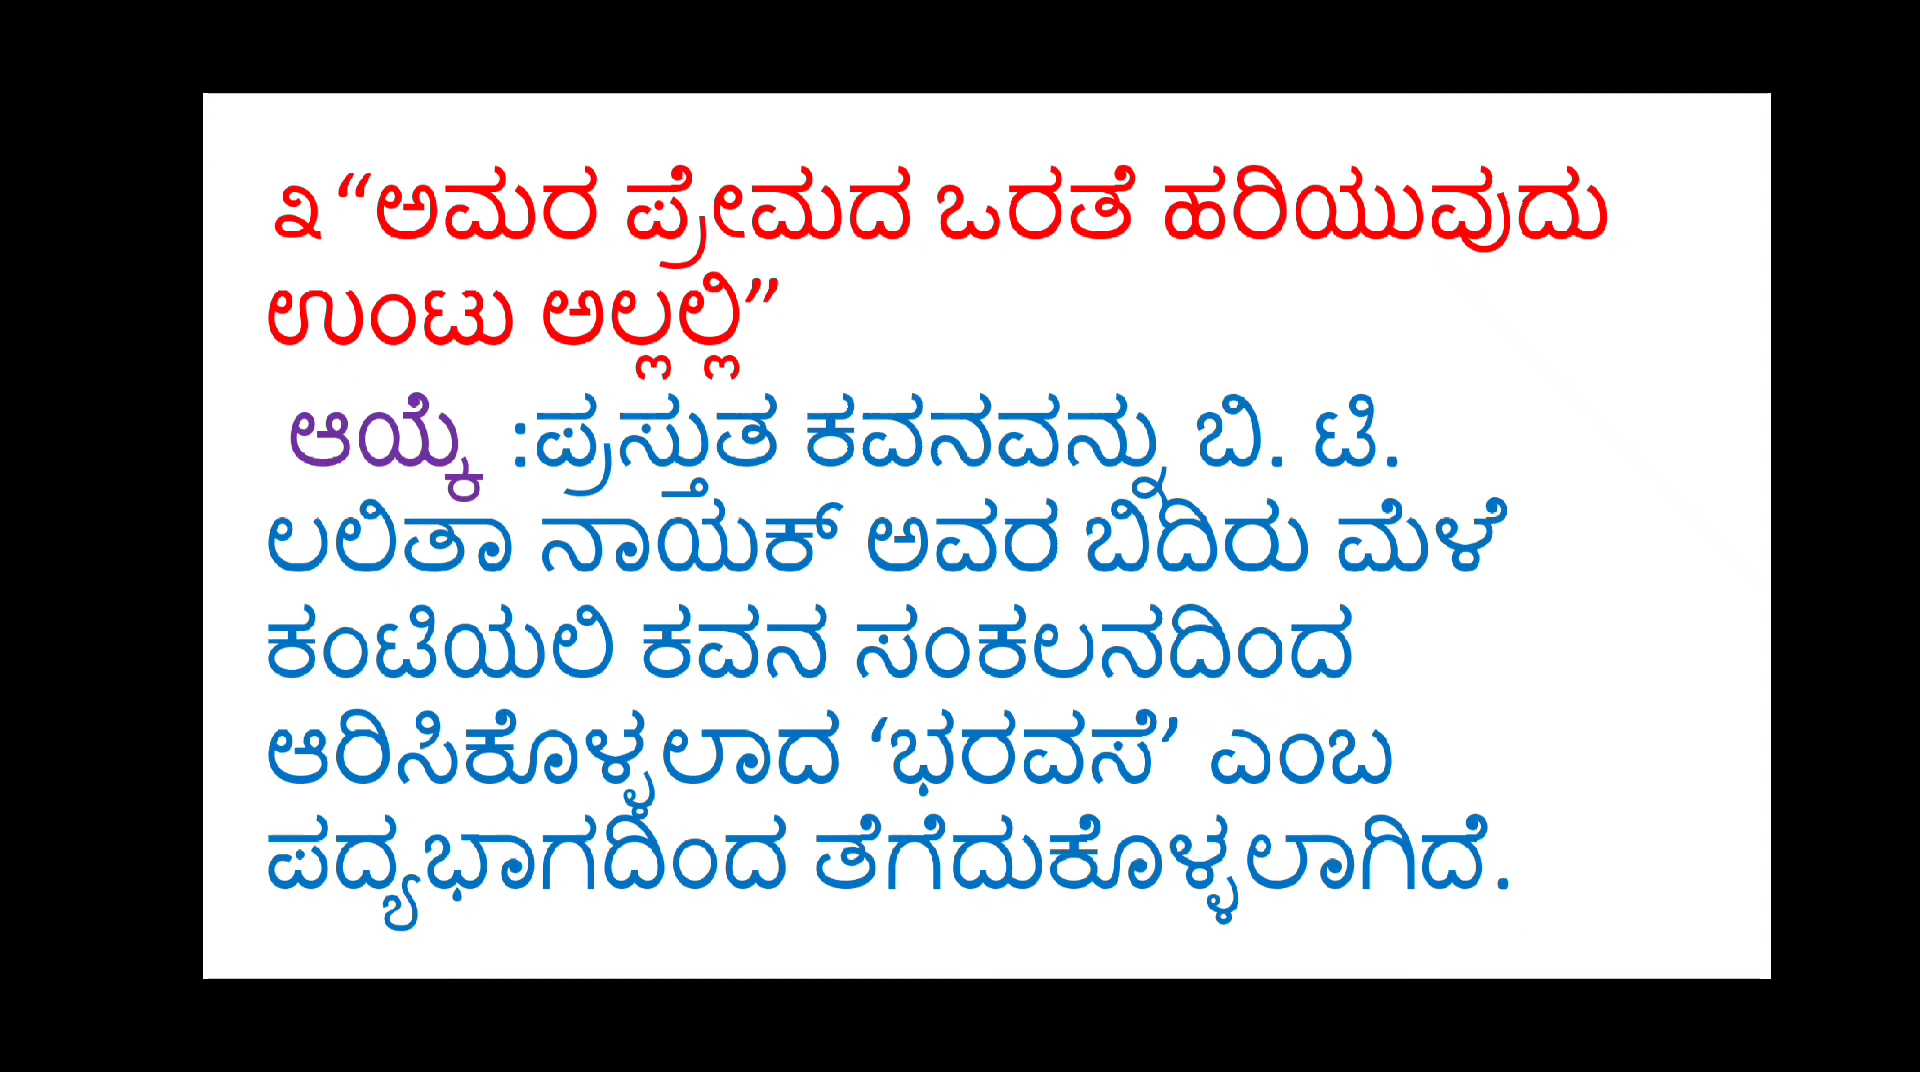 ೩“ಅಮರ ಪ್ರೇಮದ ಒರತೆ ಹರಿಯುವುದು
ಉಂಟು ಅಲ್ಲಲ್ಲಿ”
ಆಯ್ಕೆ :ಪ್ರಸ್ತುತ ಕವನವನ್ನು ಬಿ. ಟಿ.
ಲಲಿತಾ ನಾಯಕ್ ಅವರ ಬಿದಿರು ಮೆಳೆ
ಕಂಟಿಯಲಿ ಕವನ ಸಂಕಲನದಿಂದ
ಆರಿಸಿಕೊಳ್ಳಲಾದ ‘ಭರವಸೆ’ ಎಂಬ
ಪದ್ಯಭಾಗದಿಂದ ತೆಗೆದುಕೊಳ್ಳಲಾಗಿದೆ.